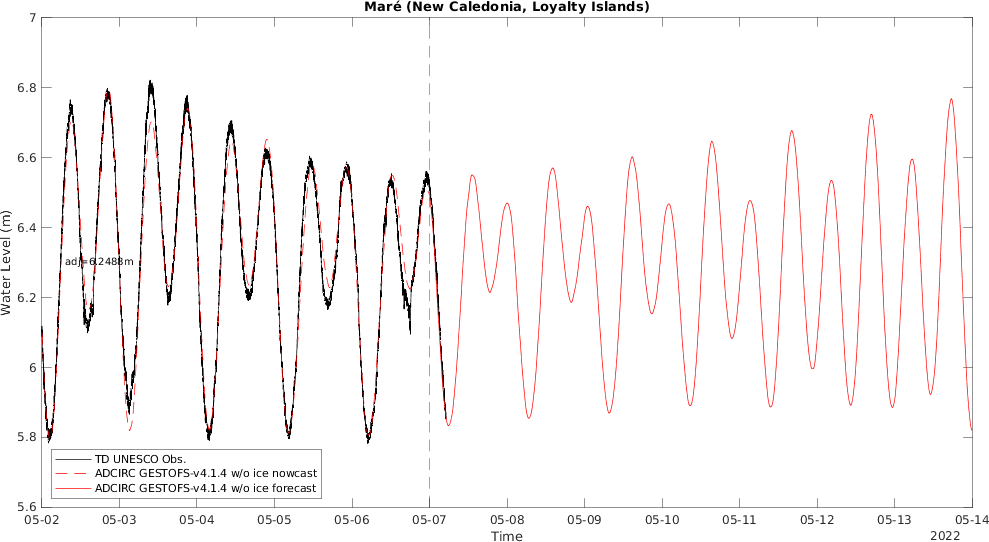 Maré (New Caledonia, Loyalty Islands)
Water Level (m)
7
6.8
6.6
6.4
6.2
6
5.8
5.6
adj=6.2488m
TD UNESCO Obs.
ADCIRC GESTOFS-v4.1.4 w/o ice nowcast
ADCIRC GESTOFS-v4.1.4 w/o ice forecast
05-02 05-03 05-04 05-05 05-06 05-07 05-08 05-09 05-10 05-11 05-12 05-13 05-14
Time
2022